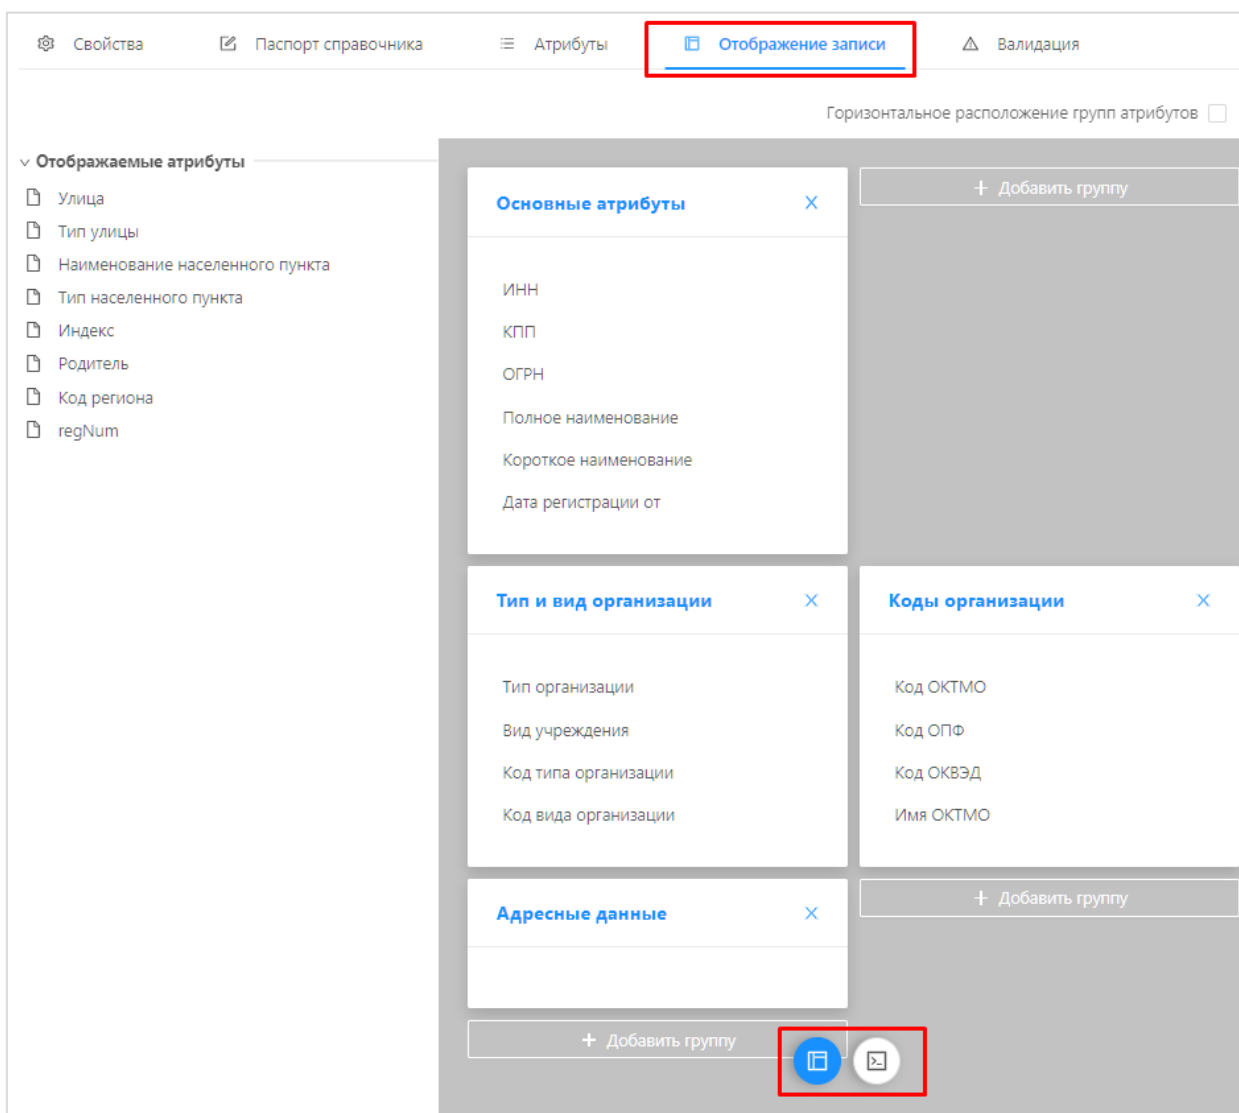 Свойства
Паспорт справочника
Атрибуты
Отображение записи
Валидация
Горизонтальное расположение групп атрибутов
Отображаемые атрибуты
Улица
Тип улицы
Наименование населенного пункта
Тип населенного пункта
Индекс
Родитель
Код региона
regNum
Основные атрибуты
ИНН
КПП
ОГРН
Полное наименование
Короткое наименование
Дата регистрации от
+ Добавить группу
Тип и вид организации
Тип организации
Вид учреждения
Код типа организации
Код вида организации
Коды организации
Код ОКТМО
Код ОПФ
Код ОКВЭД
Имя ОКТМО
Адресные данные
+ Добавить группу
+ Добавить группу